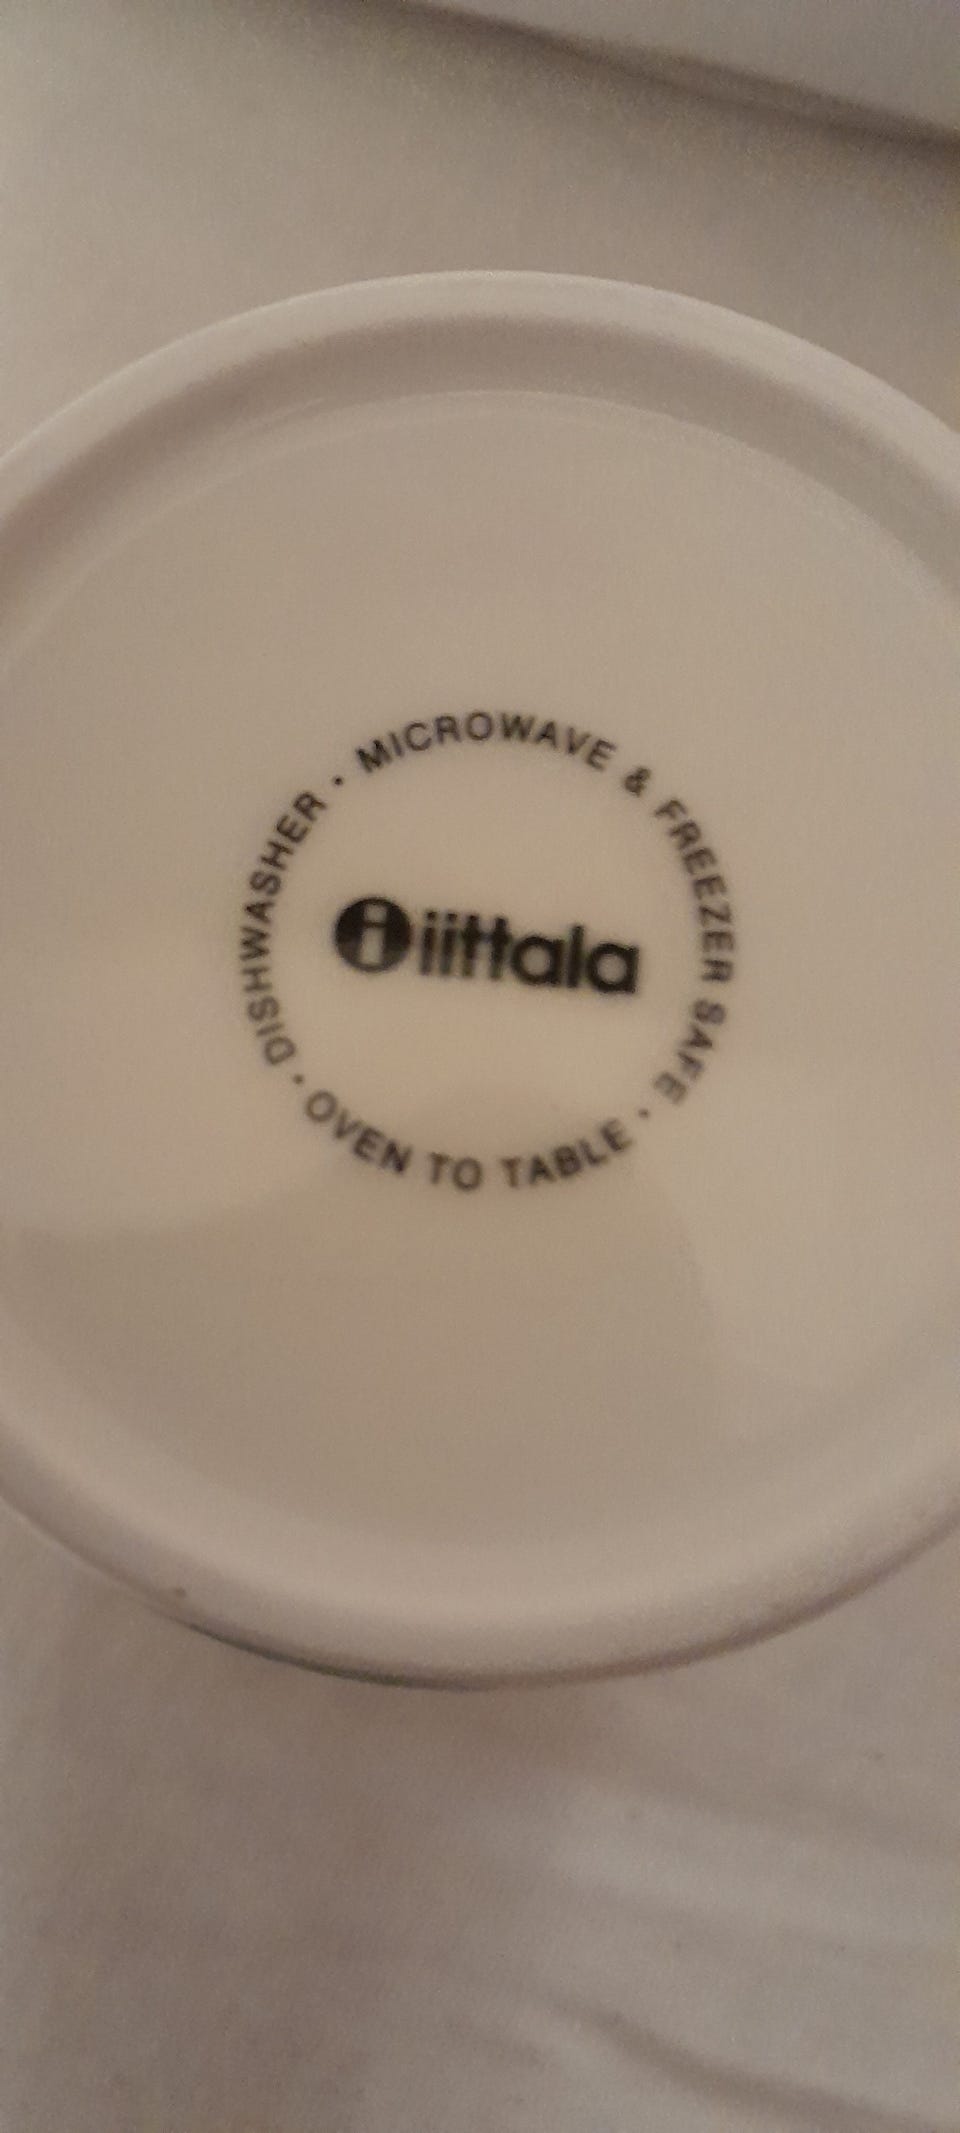 • MICROWAVE & FREEZER SAFE • OVEN TO TABLE • DISHWASHER
i iittala